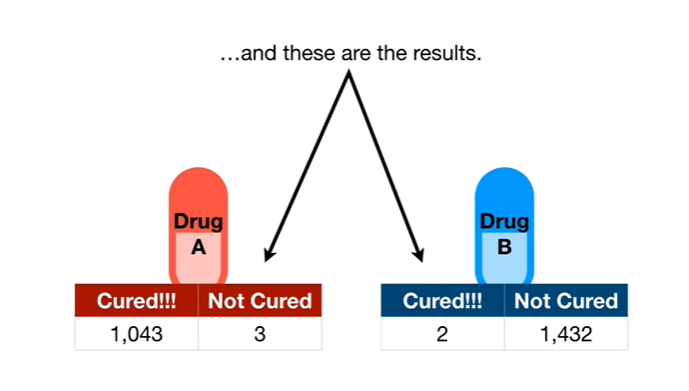 …and these are the results.
Drug
A
Drug
B
Cured!!! Not Cured
1,043 3
Cured!!! Not Cured
2 1,432